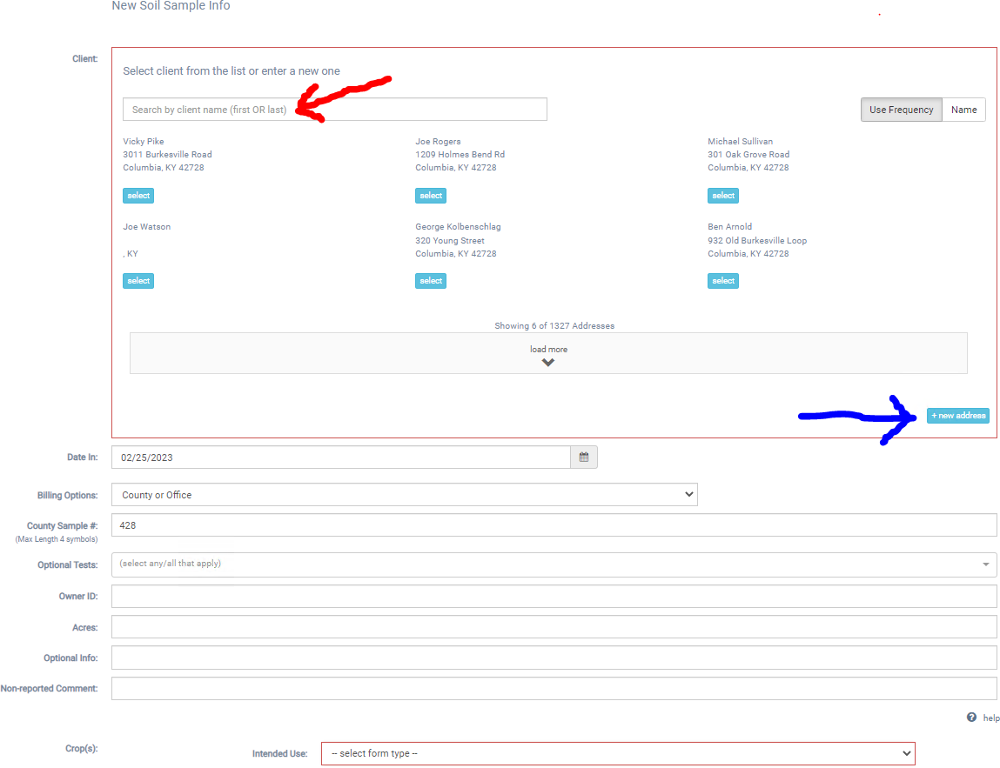 New Soil Sample Info
Client:
Select client from the list or enter a new one
Search by client name (first OR last)
Use Frequency Name
Vicky Pike
3011 Burkesville Road
Columbia, KY 42728
select
Joe Rogers
1209 Holmes Bend Rd
Columbia, KY 42728
select
Michael Sullivan
301 Oak Grove Road
Columbia, KY 42728
select
Joe Watson
, KY
select
George Kolbenschlag
320 Young Street
Columbia, KY 42728
select
Ben Arnold
932 Old Burkesville Loop
Columbia, KY 42728
select
Showing 6 of 1327 Addresses
load more
+ new address
Date In: 02/25/2023
Billing Options: County or Office
County Sample #: 428
(Max Length 4 symbols)
Optional Tests: (select any/all that apply)
Owner ID:
Acres:
Optional Info:
Non-reported Comment:
help
Crop(s):
Intended Use: -- select form type --